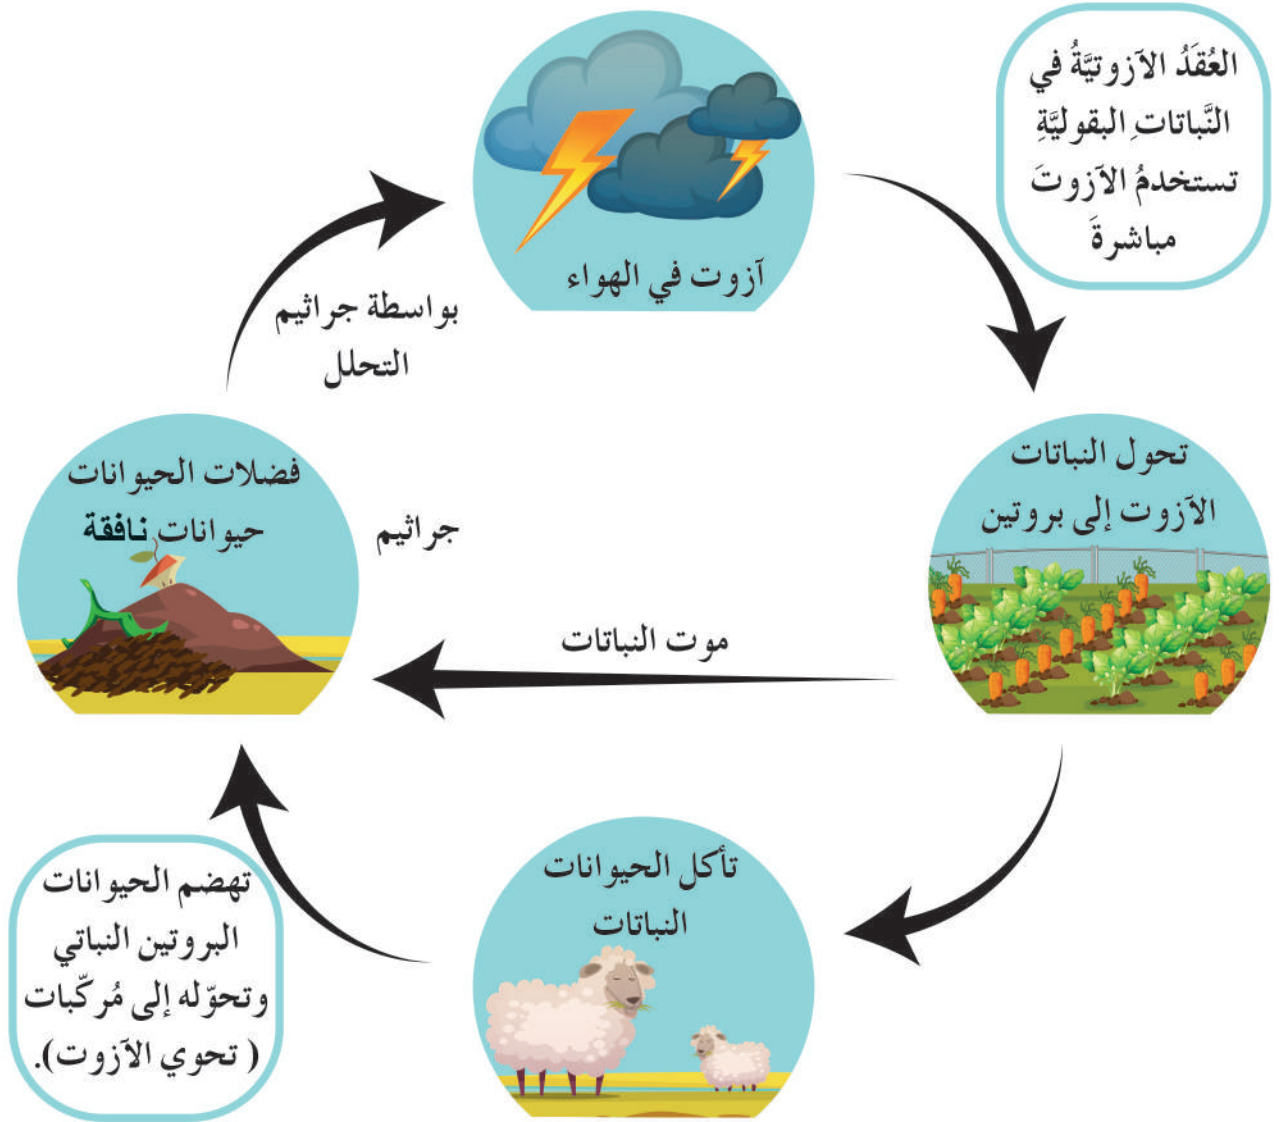 العُقَدُ الآزوتيَّةُ في
النَّباتاتِ البقوليَّةِ
تستخدمُ الآزوتَ
مباشرةَ
آزوت في الهواء
بواسطة جراثيم
التحلل
تحول النباتات
الآزوت إلى بروتين
فضلات الحيوانات
حيوانات نافقة
جراثيم
موت النباتات
تأكل الحيوانات
النباتات
تهضم الحيوانات
البروتين النباتي
وتحوّله إلى مُركّبات
( تحوي الآزوت).